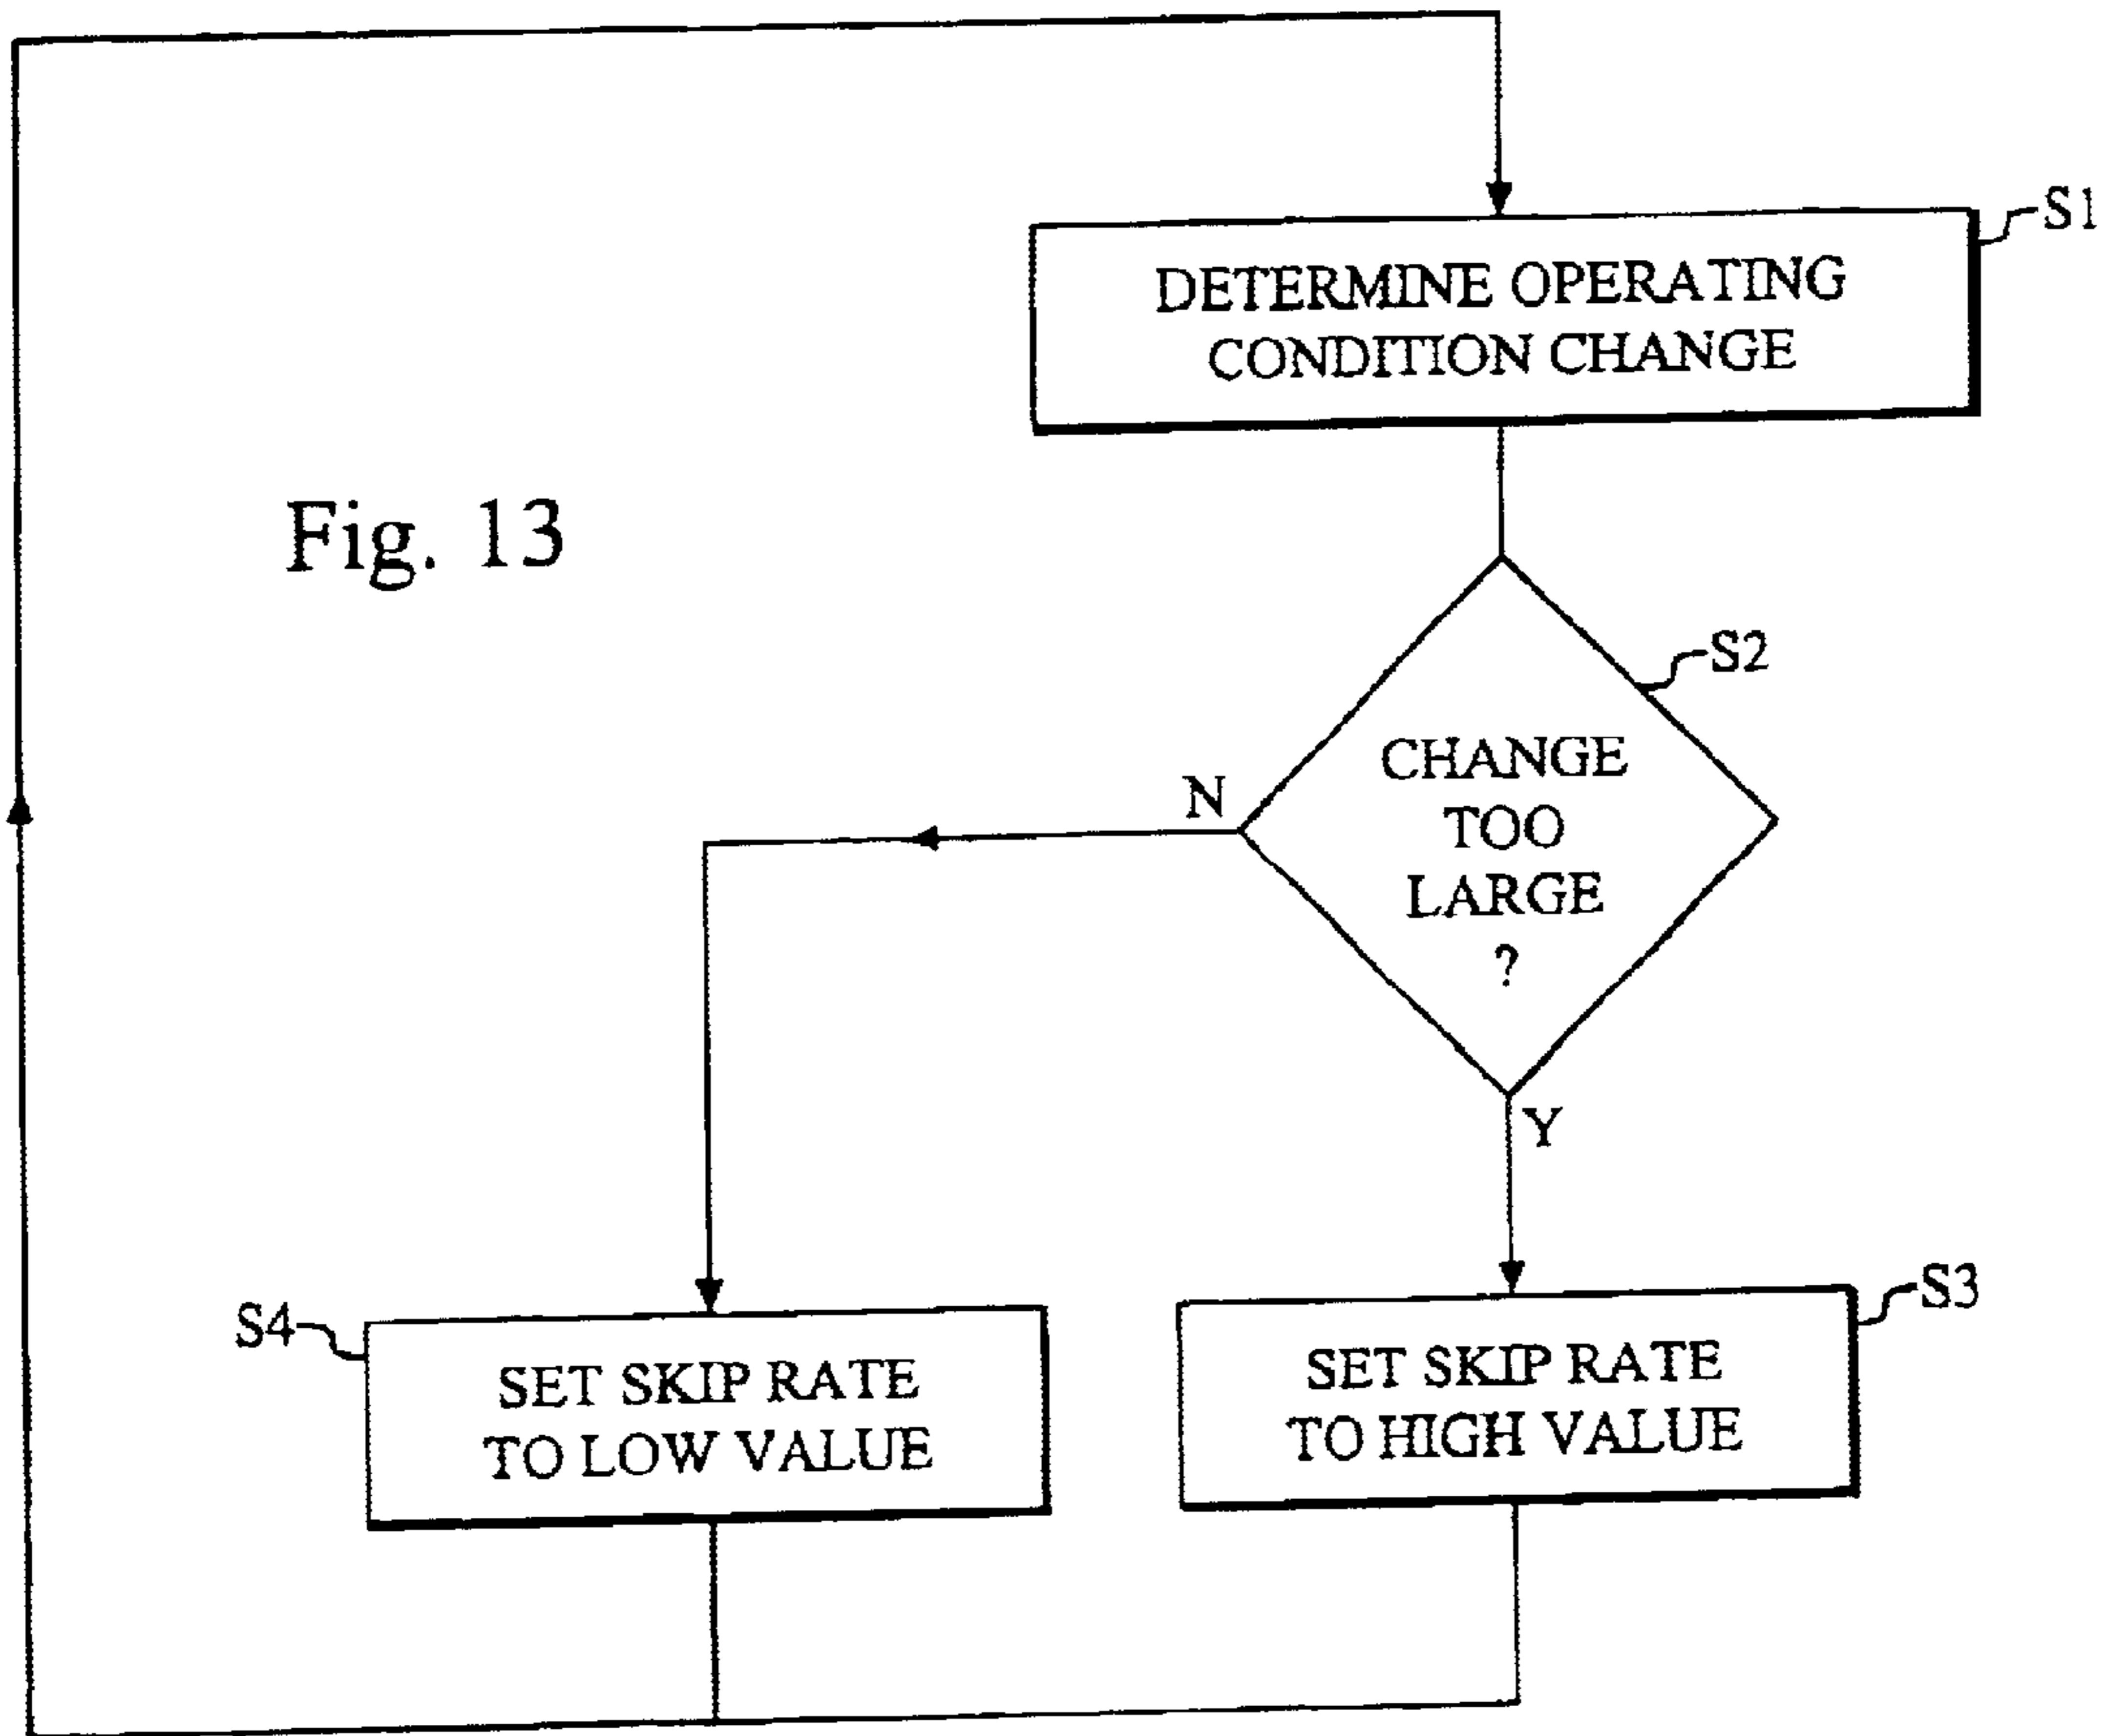 S1
DETERMINE OPERATING
CONDITION CHANGE
Fig. 13
S2
CHANGE
TOO
LARGE
?
N
Y
S4
SET SKIP RATE
TO LOW VALUE
S3
SET SKIP RATE
TO HIGH VALUE